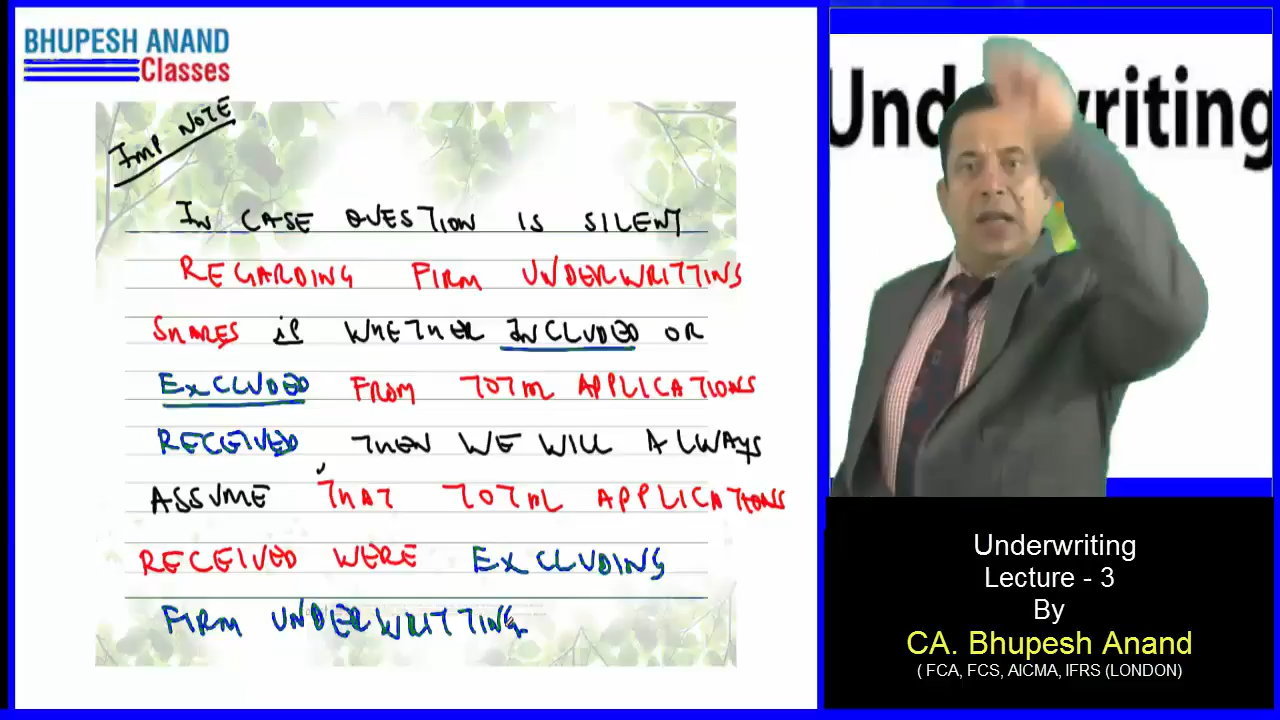 BHUPESH ANAND
Classes
IMP NOTE
IN CASE QUESTION IS SILENT
REGARDING FIRM UNDERWRITTING
SHARES ie WHETHER INCLUDED OR
EXCLUDED FROM TOTAL APPLICATIONS
RECEIVED, THEN WE WILL ALWAYS
ASSUME THAT TOTAL APPLICATIONS
RECEIVED WERE EXCLUDING
FIRM UNDERWRITTING
Underwriting
Underwriting
Lecture - 3
By
CA. Bhupesh Anand
( FCA, FCS, AICMA, IFRS (LONDON)